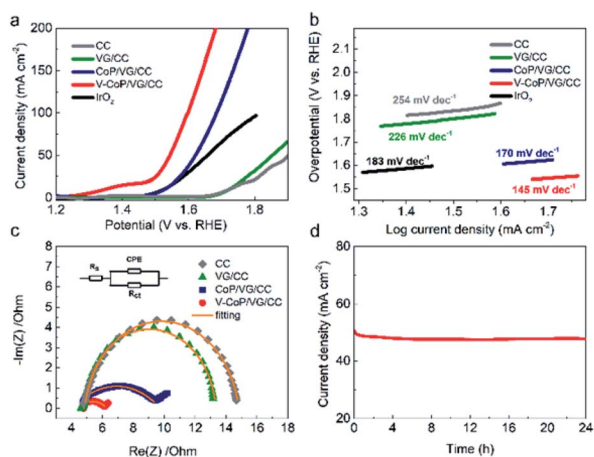 CC
VG/CC
CoP/VG/CC
V-CoP/VG/CC
IrO2
200
150
100
50
0
Current density (mA cm-2)
a
1.2 1.4 1.6 1.8
Potential (V vs. RHE)
b
2.1
2.0
1.9
1.8
1.7
1.6
1.5
Overpotential (V vs. RHE)
CC
VG/CC
CoP/VG/CC
V-CoP/VG/CC
IrO2
254 mV dec-1
226 mV dec-1
183 mV dec-1
170 mV dec-1
145 mV dec-1
1.3 1.4 1.5 1.6 1.7
Log current density (mA cm-2)
c
8
7
6
5
4
3
2
1
0
-Im(Z) /Ohm
Rs
CPE
Rct
CC
VG/CC
CoP/VG/CC
V-CoP/VG/CC
fitting
4 6 8 10 12 14 16 18
Re(Z) /Ohm
d
80
60
40
20
Current density (mA cm-2)
0 4 8 12 16 20 24
Time (h)